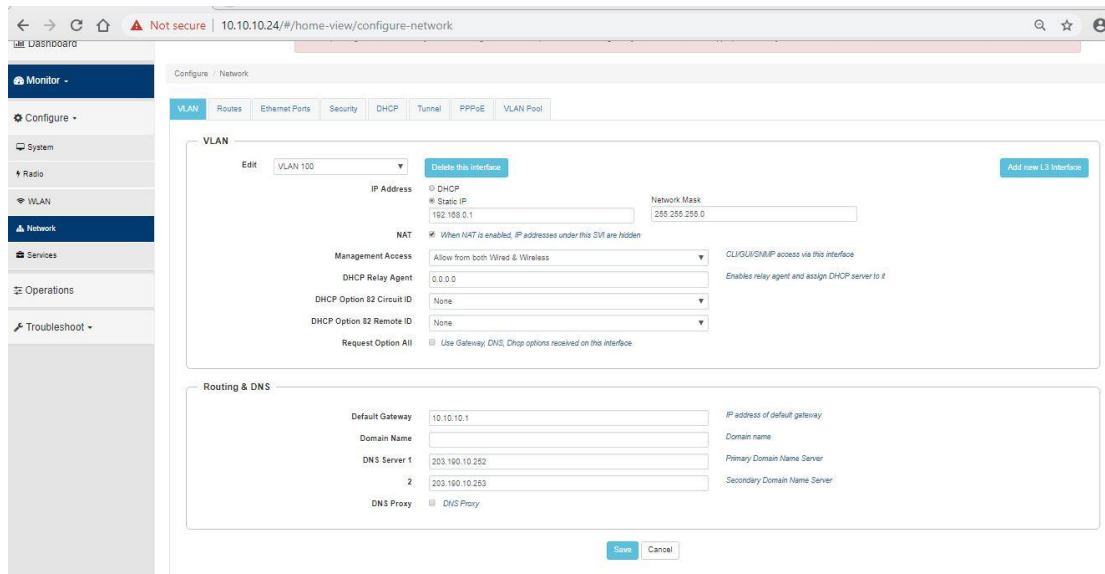 Not secure | 10.10.10.24/#/home-view/configure-network
Dashboard
Monitor -
Configure -
System
Radio
WLAN
Network
Services
Operations
Troubleshoot -
Configure / Network
VLAN Routes Ethernet Ports Security DHCP Tunnel PPPoE VLAN Pool
VLAN
Edit VLAN 100 Delete this interface Add new L3 Interface
IP Address DHCP
Static IP Network Mask
192.168.0.1 255.255.255.0
NAT When NAT is enabled, IP addresses under this SVI are hidden
Management Access Allow from both Wired & Wireless CLI/GUI/SNMP access via this interface
DHCP Relay Agent 0.0.0.0 Enables relay agent and assign DHCP server to it
DHCP Option 82 Circuit ID None
DHCP Option 82 Remote ID None
Request Option All Use Gateway, DNS, Dhcp options received on this interface
Routing & DNS
Default Gateway 10.10.10.1 IP address of default gateway
Domain Name Domain name
DNS Server 1 203.190.10.252 Primary Domain Name Server
2 203.190.10.253 Secondary Domain Name Server
DNS Proxy DNS Proxy
Save Cancel